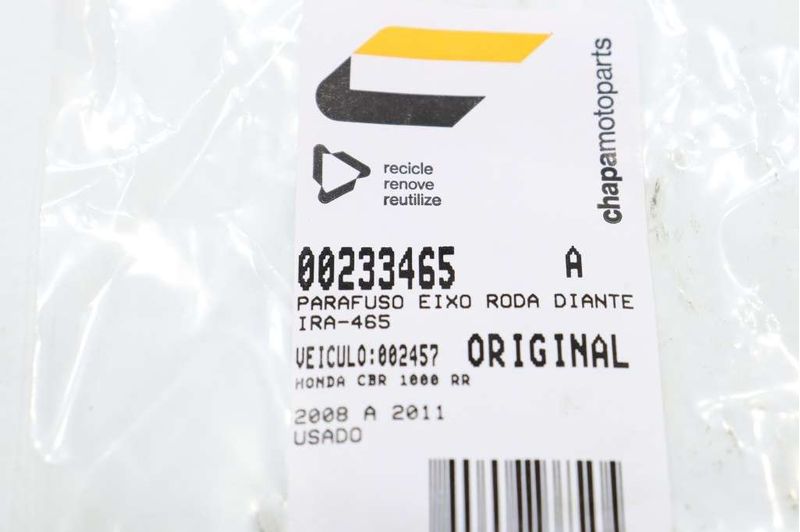 chapamotoparts
recicle
renove
reutilize
00233465 A
PARAFUSO EIXO RODA DIANTE
IRA-465
VEICULO:002457 ORIGINAL
HONDA CBR 1000 RR
2008 A 2011
USADO